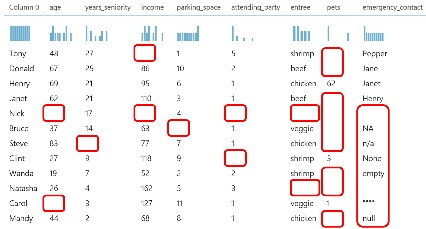 Column 0 age years_seniority income parking_space attending_party entree pets emergency_contact
Tony 48 27 1 5 shrimp Pepper
Donald 67 25 86 10 2 beef Jane
Henry 69 21 95 6 1 chicken 62 Janet
Janet 62 21 110 3 1 beef Henry
Nick 17 4
Bruce 37 14 63 1 veggie NA
Steve 83 77 7 1 chicken n/a
Clint 27 9 118 9 shrimp 3 None
Wanda 19 7 52 2 2 shrimp empty
Natasha 26 4 162 5 3
Carol 3 127 11 1 veggie 1 ****
Mandy 44 2 68 8 1 chicken null